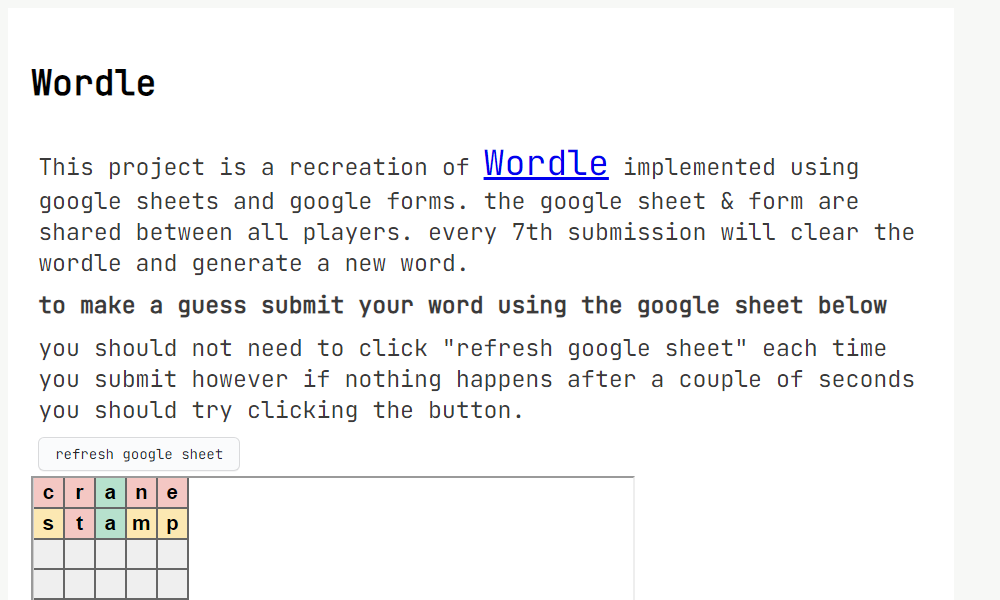 Wordle
This project is a recreation of Wordle implemented using
google sheets and google forms. the google sheet & form are
shared between all players. every 7th submission will clear the
wordle and generate a new word.
to make a guess submit your word using the google sheet below
you should not need to click "refresh google sheet" each time
you submit however if nothing happens after a couple of seconds
you should try clicking the button.
refresh google sheet
c r a n e
s t a m p